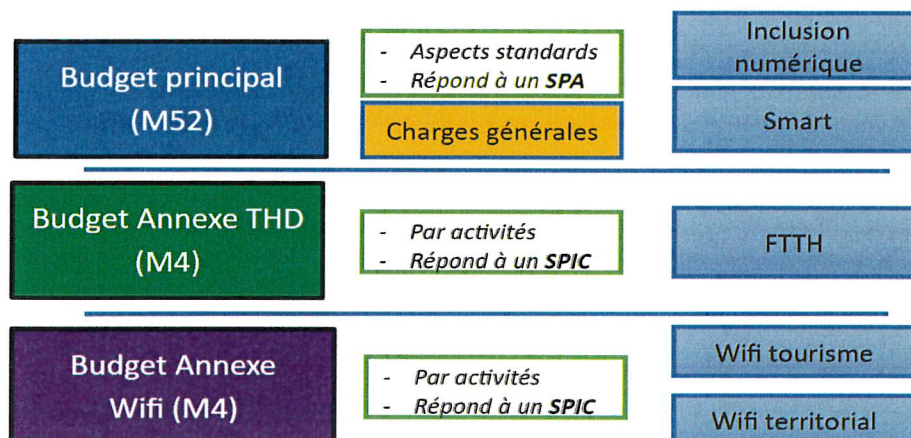 Budget principal
(M52)
- Aspects standards
- Répond à un SPA
Charges générales
Inclusion
numérique
Smart
Budget Annexe THD
(M4)
- Par activités
- Répond à un SPIC
FTTH
Budget Annexe
Wifi (M4)
- Par activités
- Répond à un SPIC
Wifi tourisme
Wifi territorial